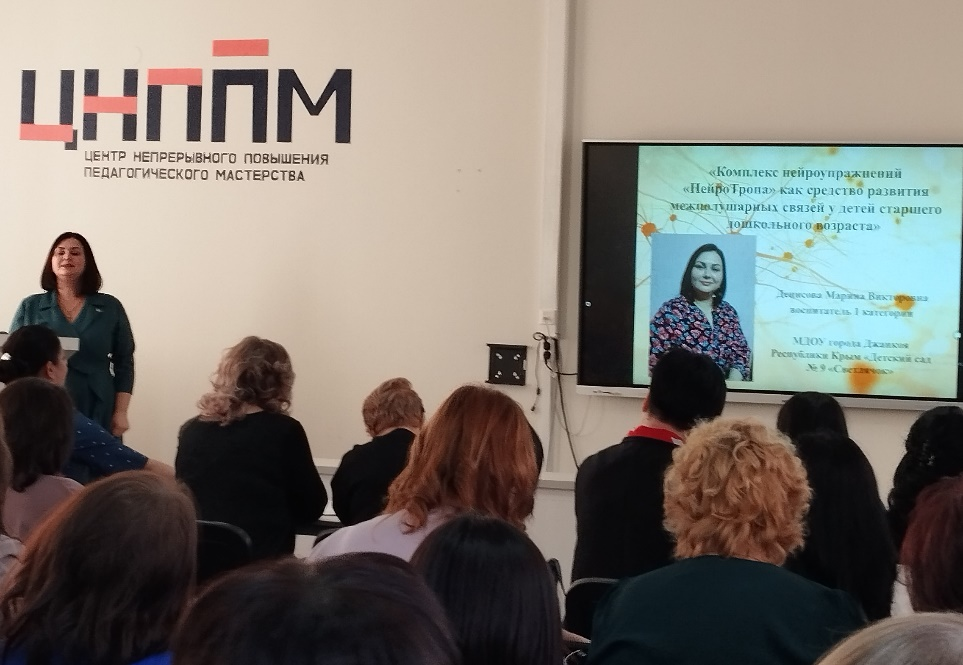 ЦНППМ
ЦЕНТР НЕПРЕРЫВНОГО ПОВЫШЕНИЯ
ПЕДАГОГИЧЕСКОГО МАСТЕРСТВА
«Комплекс нейроупражнений
«НейроТропа» как средство развития
межполушарных связей у детей старшего
дошкольного возраста»
Денисова Марина Викторовна
воспитатель 1 категории
МДОУ города Джанкоя
Республики Крым «Детский сад
№ 9 «Светлячок»